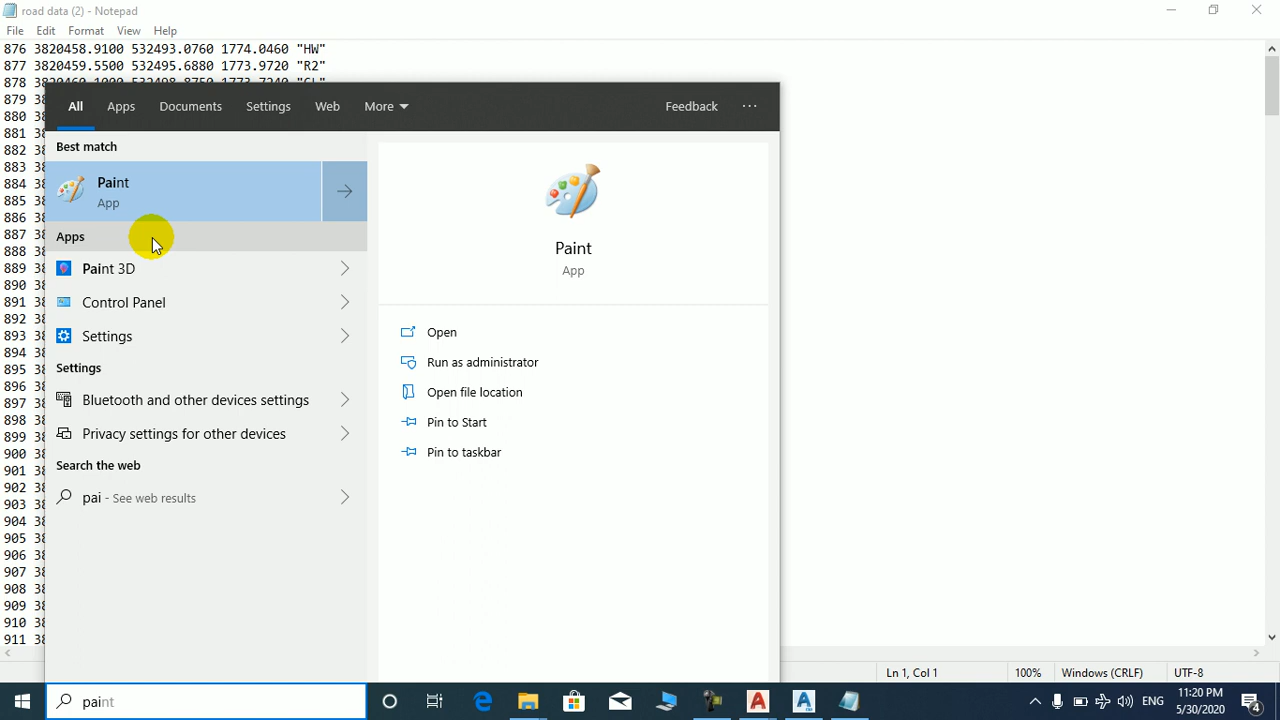 road data (2) - Notepad
File Edit Format View Help
876 3820458.9100 532493.0760 1774.0460 "HW"
877 3820459.5500 532495.6880 1773.9720 "R2"
878 3820460.1000 532498.8750 1773.7240 "CL"
879 38
880 38
881 38
882 38
883 38
884 38
885 38
886 38
887 38
888 38
889 38
890 38
891 38
892 38
893 38
894 38
895 38
896 38
897 38
898 38
899 38
900 38
901 38
902 38
903 38
904 38
905 38
906 38
907 38
908 38
909 38
910 38
911 38
All Apps Documents Settings Web More Feedback ...
Best match
Paint
App
Apps
Paint 3D
Control Panel
Settings
Settings
Bluetooth and other devices settings
Privacy settings for other devices
Search the web
pai - See web results
Paint
App
Open
Run as administrator
Open file location
Pin to Start
Pin to taskbar
Ln 1, Col 1 100% Windows (CRLF) UTF-8
paint
ENG
11:20 PM
5/30/2020
4